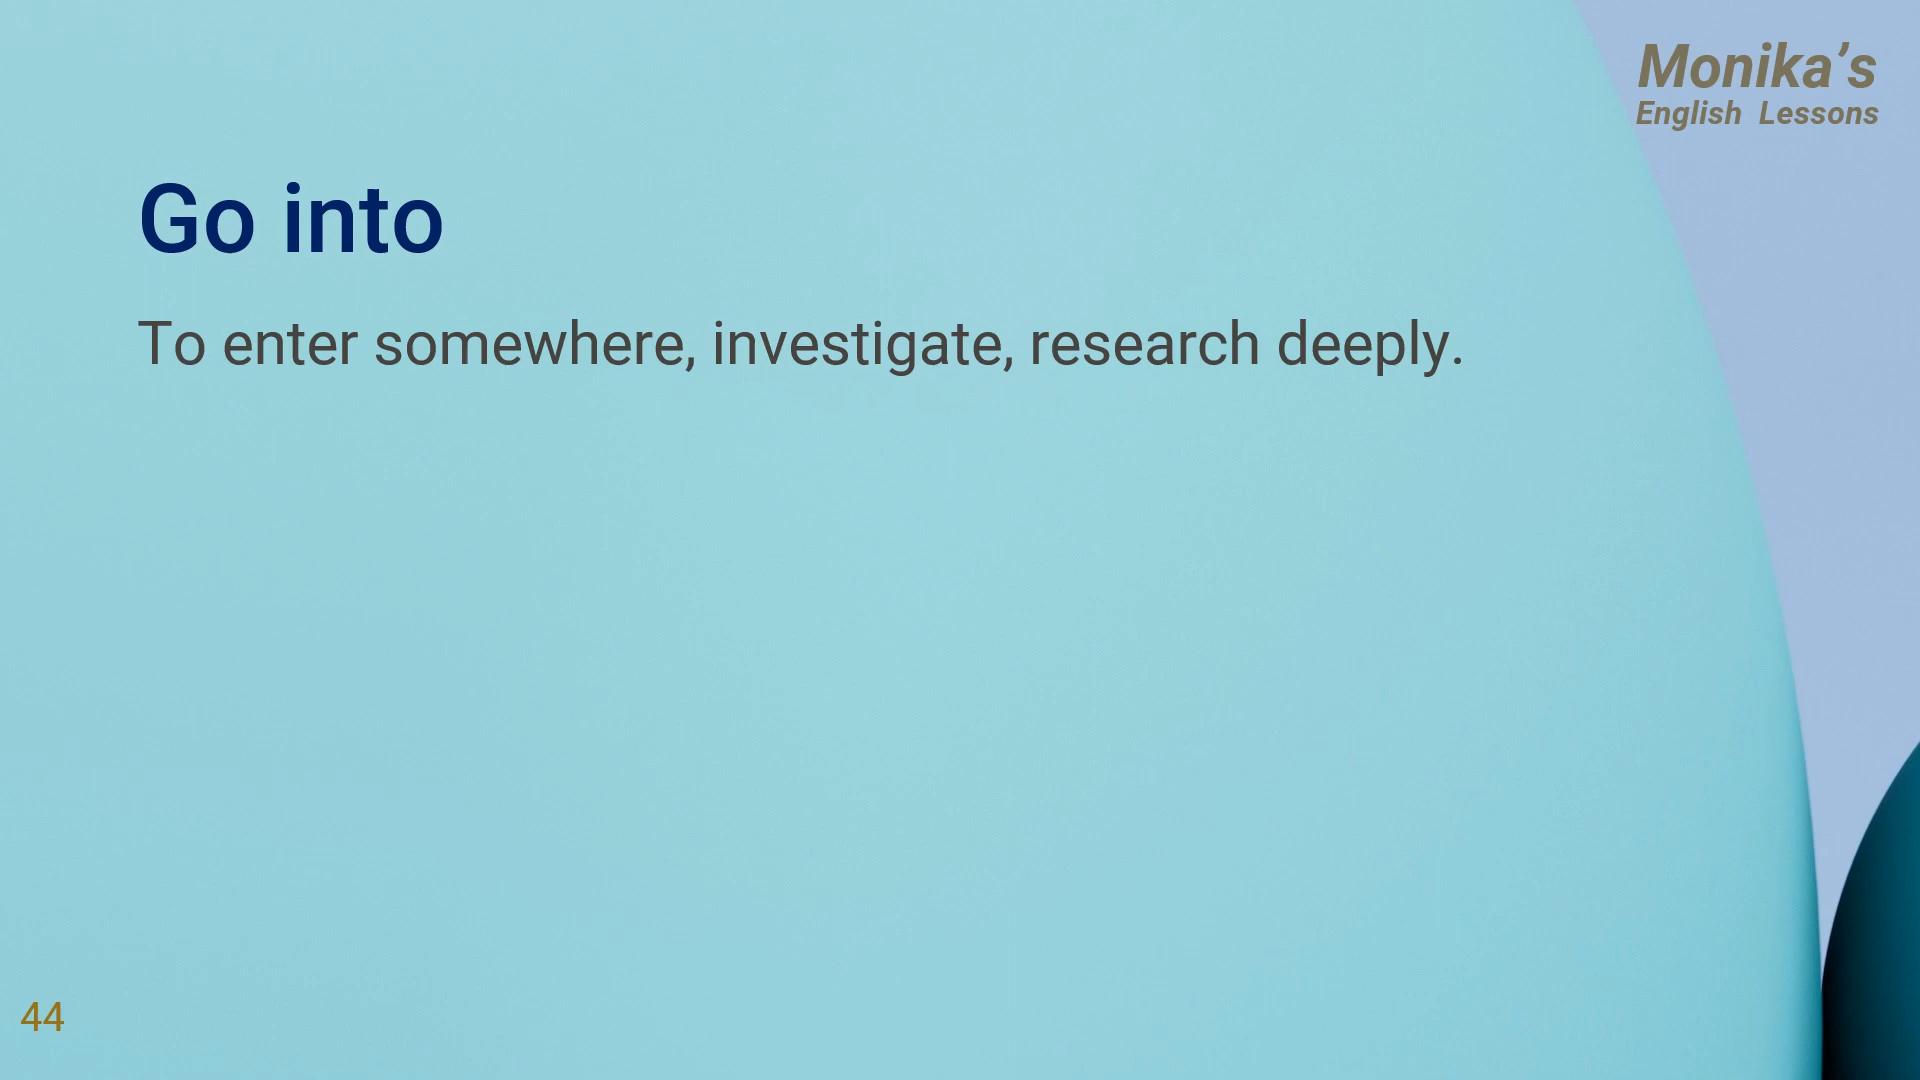 Monika’s
English Lessons
Go into
To enter somewhere, investigate, research deeply.
44